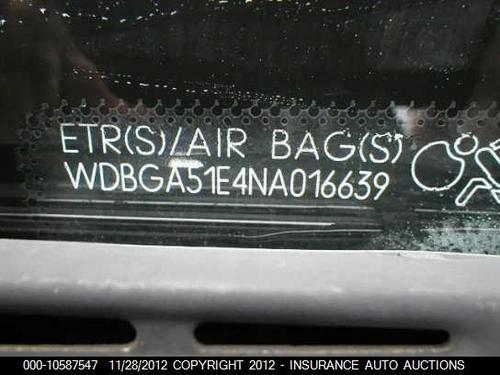 ETR(S)/AIR BAG(S)
WDBGA51E4NA016639
000-10587547 11/28/2012 COPYRIGHT 2012 - INSURANCE AUTO AUCTIONS